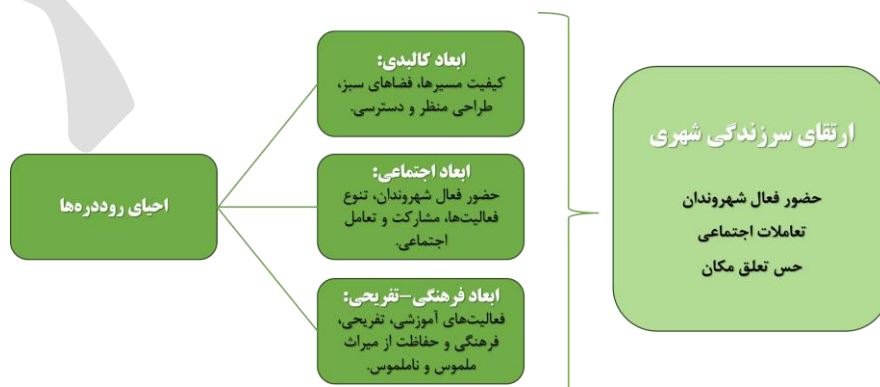 احیای رود‌دره‌ها
ابعاد کالبدی:
کیفیت مسیرها، فضاهای سبز،
طراحی منظر و دسترسی.
ابعاد اجتماعی:
حضور فعال شهروندان، تنوع
فعالیت‌ها، مشارکت و تعامل
اجتماعی.
ابعاد فرهنگی-تفریحی:
فعالیت‌های آموزشی، تفریحی،
فرهنگی و حفاظت از میراث
ملموس و ناملموس.
ارتقای سرزندگی شهری
حضور فعال شهروندان
تعاملات اجتماعی
حس تعلق مکان